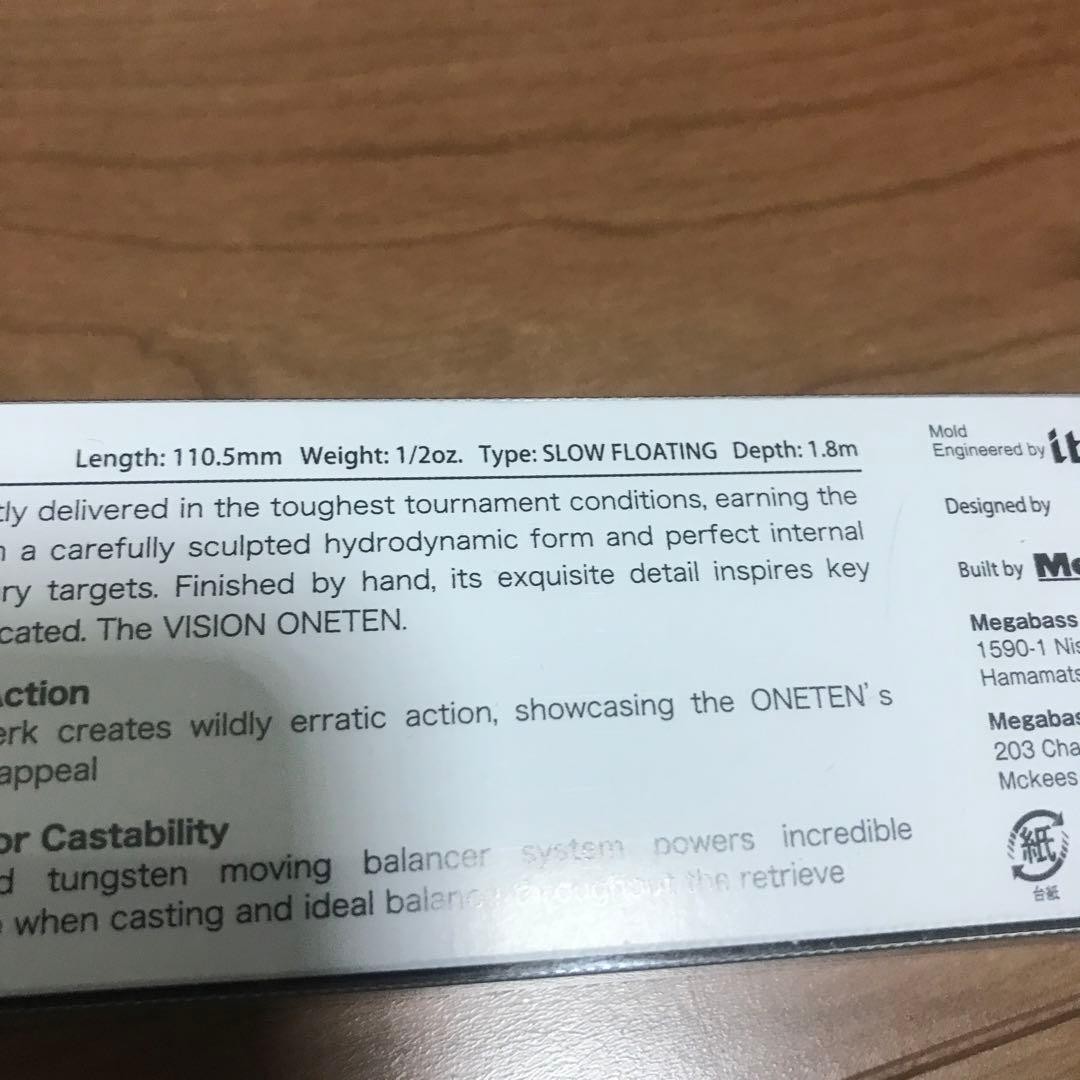 Length: 110.5mm Weight: 1/2oz. Type: SLOW FLOATING Depth: 1.8m
tly delivered in the toughest tournament conditions, earning the
a carefully sculpted hydrodynamic form and perfect internal
ry targets. Finished by hand, its exquisite detail inspires key
cated. The VISION ONETEN.
Action
erk creates wildly erratic action, showcasing the ONETEN's
appeal
or Castability
d tungsten moving balancer system powers incredible
when casting and ideal balance throughout the retrieve
Mold
Engineered by it
Designed by
Built by Me
Megabass
1590-1 Nis
Hamamats
Megabas
203 Cha
Mckees
紙
台紙